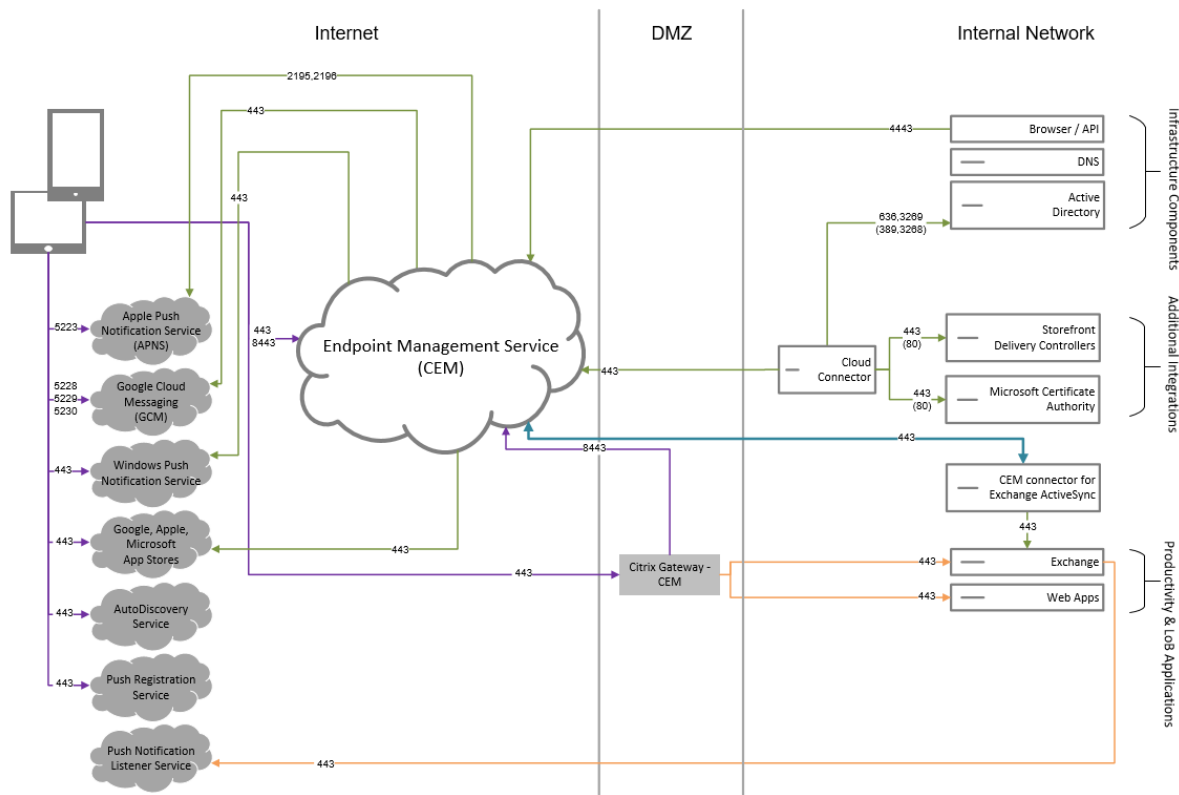 Internet
DMZ
Internal Network
2195,2196
443
443
4443
Browser / API
DNS
Active
Directory
636,3269
(389,3268)
Infrastructure Components
5223
Apple Push
Notification Service
(APNS)
443
8443
Endpoint Management Service
(CEM)
443
Cloud
Connector
443
(80)
Storefront
Delivery Controllers
443
(80)
Microsoft Certificate
Authority
Additional Integrations
5228
5229
5230
Google Cloud
Messaging
(GCM)
443
8443
443
Windows Push
Notification Service
CEM connector for
Exchange ActiveSync
443
443
Google, Apple,
Microsoft
App Stores
443
443
Citrix Gateway -
CEM
443
Exchange
443
Web Apps
Productivity & LoB Applications
443
AutoDiscovery
Service
443
Push Registration
Service
Push Notification
Listener Service
443